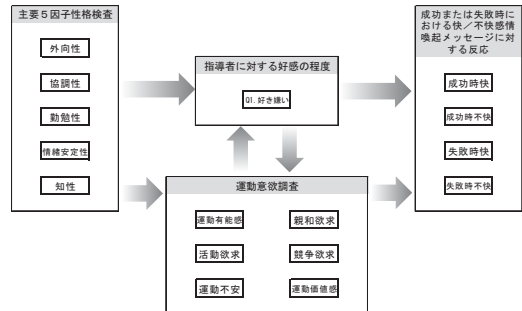 主要５因子性格検査
外向性
協調性
勤勉性
情緒安定性
知性
指導者に対する好感の程度
Q1. 好き嫌い
運動意欲調査
運動有能感
親和欲求
活動欲求
競争欲求
運動不安
運動価値感
成功または失敗時に
おける快／不快感情
喚起メッセージに対
する反応
成功時快
成功時不快
失敗時快
失敗時不快